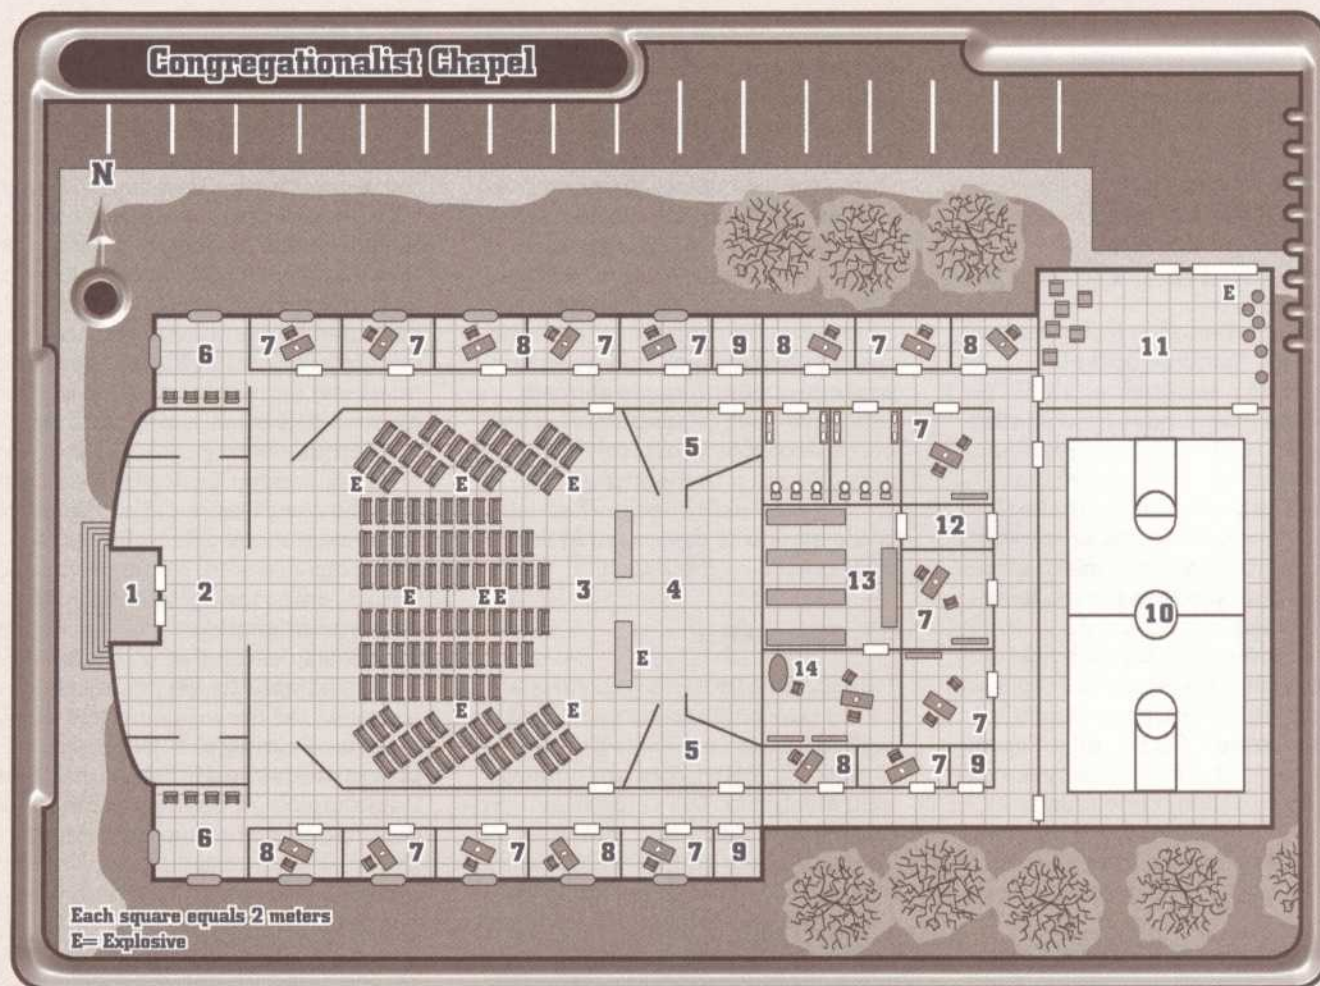 Congregationalist Chapel
N
E
6 7 7 8 7 7 9 8 7 8 11
7
5
E E E
12
1 2 E E E 3 4 13
10
7
E
14
E E
7
5
8 7 9
6 8 7 7 8 7 9
Each square equals 2 meters
E= Explosive